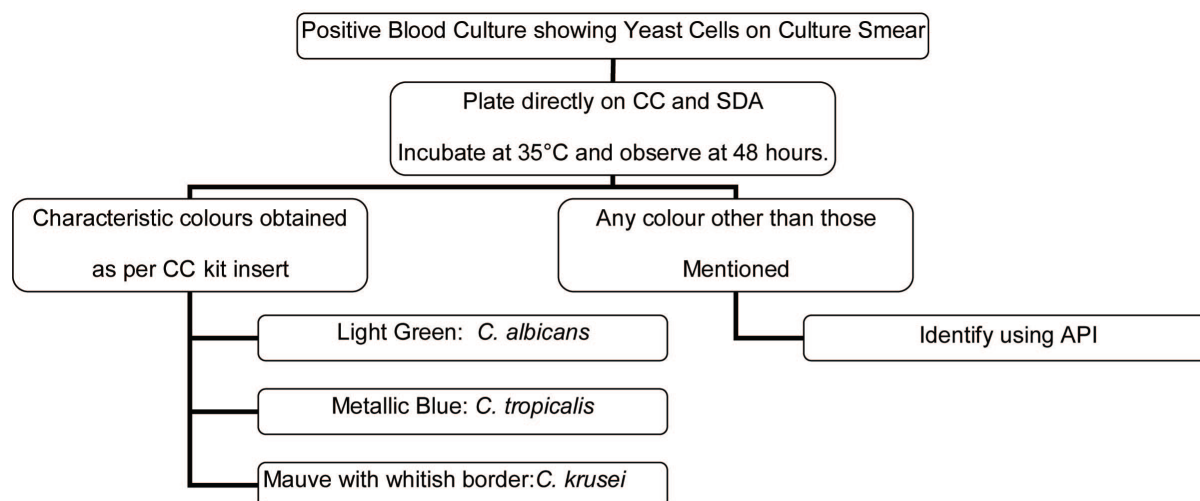 Positive Blood Culture showing Yeast Cells on Culture Smear
Plate directly on CC and SDA
Incubate at 35°C and observe at 48 hours.
Characteristic colours obtained
as per CC kit insert
Any colour other than those
Mentioned
Light Green: C. albicans
Identify using API
Metallic Blue: C. tropicalis
Mauve with whitish border:C. krusei